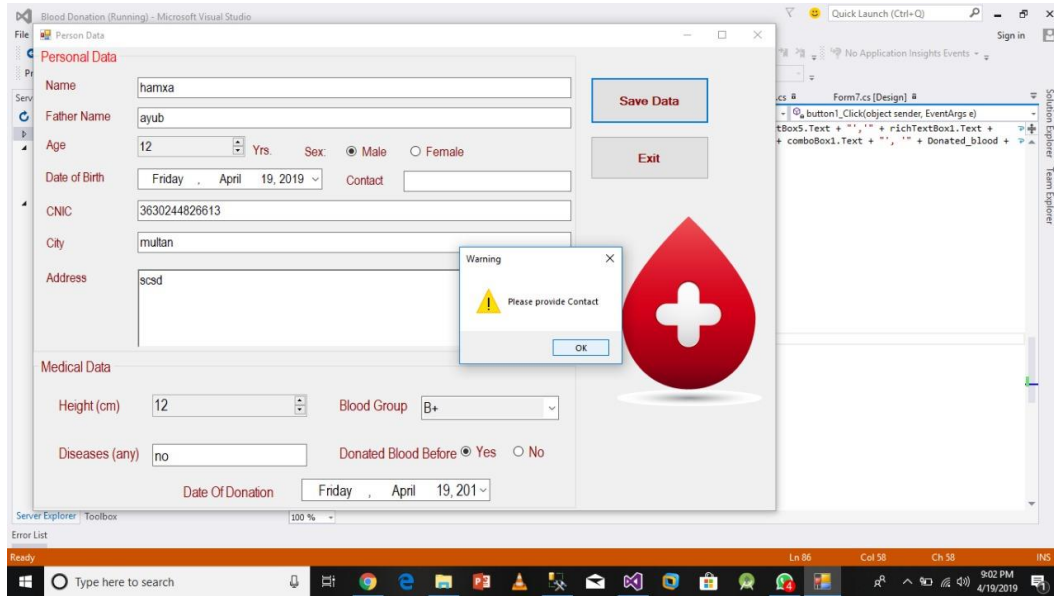 Blood Donation (Running) - Microsoft Visual Studio
Quick Launch (Ctrl+Q)
File
Person Data
Sign in
No Application Insights Events
Personal Data
Pr
Serv
.cs
Form7.cs [Design]
button1_Click(object sender, EventArgs e)
tBox5.Text + "','" + richTextBox1.Text +
+ comboBox1.Text + "', '" + Donated_blood +
Solution Explorer
Team Explorer
Name
hamxa
Save Data
Father Name
ayub
Age
12
Yrs.
Sex:
Male
Female
Exit
Date of Birth
Friday , April 19, 2019
Contact
CNIC
3630244826613
City
multan
Address
scsd
Warning
Please provide Contact
OK
Medical Data
Height (cm)
12
Blood Group
B+
Diseases (any)
no
Donated Blood Before
Yes
No
Date Of Donation
Friday , April 19, 201
Server Explorer
Toolbox
100 %
Error List
Ready
Ln 86
Col 58
Ch 58
INS
Type here to search
4
9:02 PM
4/19/2019
1